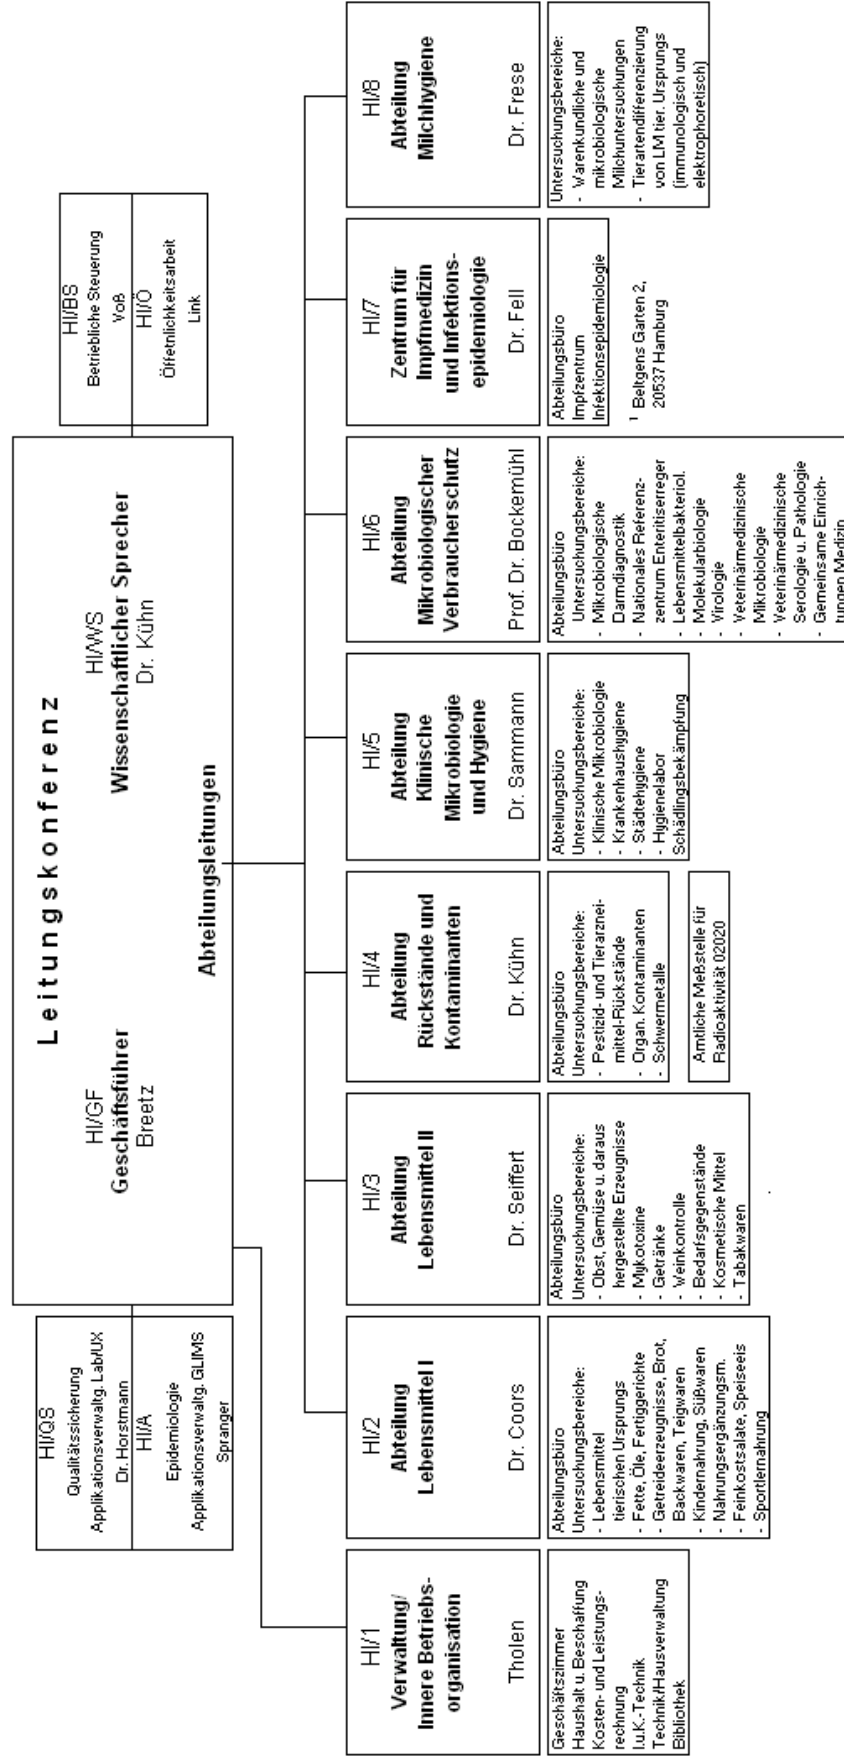 Leitungskonferenz
HI/GF
Geschäftsführer
Breetz
HI/WS
Wissenschaftlicher Sprecher
Dr. Kühn
Abteilungsleitungen
HI/QS
Qualitätssicherung
Applikationsverwaltg. Lab/UX
Dr. Horstmann
HI/A
Epidemiologie
Applikationsverwaltg. GLIMS
Spranger
HI/BS
Betriebliche Steuerung
Voß
HI/Ö
Öffetnlichkeitsarbeit
Link
HI/1
Verwaltung/
Innere Betriebs-
organisation
Tholen
Geschäftszimmer
Haushalt u. Beschaffung
Kosten- und Leistungs-
rechnung
I.u.K.-Technik
Technik/Hausverwaltung
Bibliothek
HI/2
Abteilung
Lebensmittel I
Dr. Coors
Abteilungsbüro
Untersuchungsbereiche:
- Lebensmittel
tierischen Ursprungs
- Fette, Öle, Fertiggerichte
- Getreideerzeugnisse, Brot,
Backwaren, Teigwaren
- Kindernahrung, Süßwaren
- Nahrungsergänzungsm.
- Feinkostsalate, Speiseeis
- Sportlernahrung
HI/3
Abteilung
Lebensmittel II
Dr. Seiffert
Abteilungsbüro
Untersuchungsbereiche:
- Obst, Gemüse u. daraus
hergestellte Erzeugnisse
- Mykotoxine
- Getränke
- Weinkontrolle
- Bedarfsgegenstände
- Kosmetische Mittel
- Tabakwaren
HI/4
Abteilung
Rückstände und
Kontaminanten
Dr. Kühn
Abteilungsbüro
Untersuchungsbereiche:
- Pestizid- und Tierarznei-
mittel-Rückstände
- Organ. Kontaminanten
- Schwermetalle
Amtliche Meßstelle für
Radioaktivität 02020
HI/5
Abteilung
Klinische
Mikrobiologie
und Hygiene
Dr. Sammann
Abteilungsbüro
Untersuchungsbereiche:
- Klinische Mikrobiologie
- Krankenhaushygiene
- Städtehygiene
- Hygienelabor
Schädlingsbekämpfung
HI/6
Abteilung
Mikrobiologischer
Verbraucherschutz
Prof. Dr. Bockemühl
Abteilungsbüro
Untersuchungsbereiche:
- Mikrobiologische
Darmdiagnostik
- Nationales Referenz-
zentrum Enteritiserreger
- Lebensmittelbakteriol.
- Molekularbiologie
- Virologie
- Veterinärmedizinische
Mikrobiologie
- Veterinärmedizinische
Serologie u. Pathologie
- Gemeinsame Einrich-
tungen Medizin
HI/7
Zentrum für
Impfmedizin
und Infektions-
epidemiologie
Dr. Fell
Abteilungsbüro
Impfzentrum
Infektionsepidemiologie
1 Beltgens Garten 2,
20537 Hamburg
HI/8
Abteilung
Milchhygiene
Dr. Frese
Untersuchungsbereiche:
- Warenkundliche und
mikrobiologische
Milchuntersuchungen
- Tierartendifferenzierung
von LM tier. Ursprungs
(immunologisch und
elektrophoretisch)